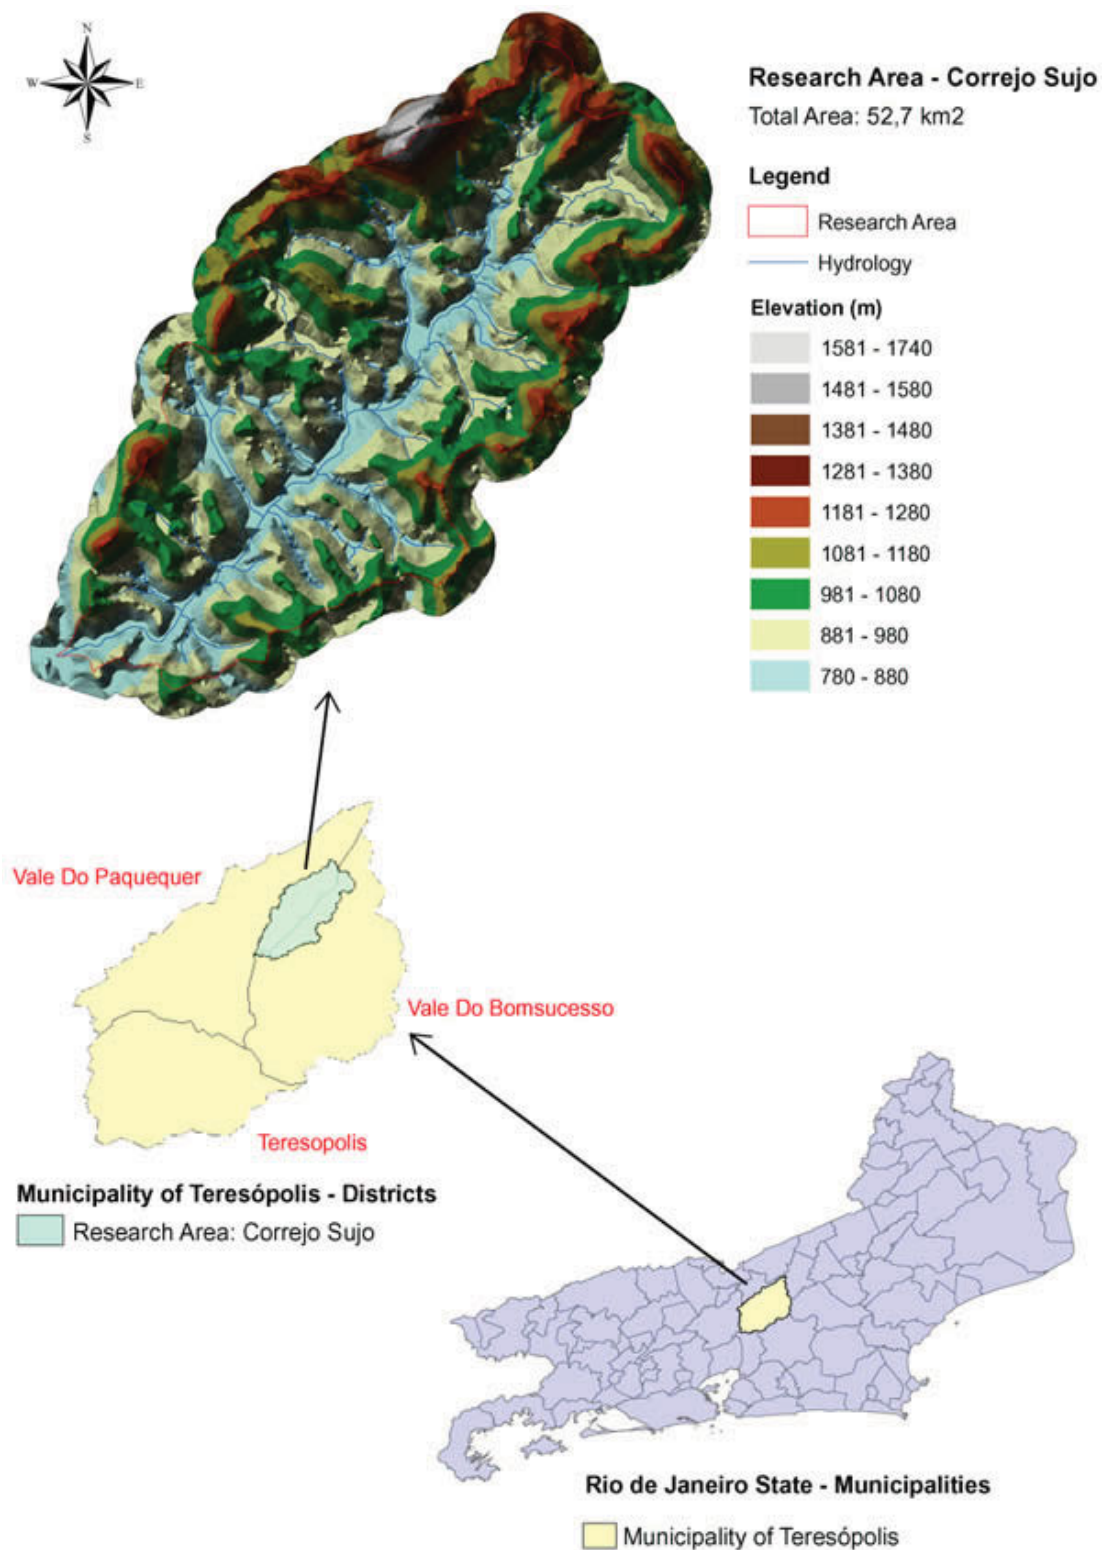 N
W
E
S
Research Area - Correjo Sujo
Total Area: 52,7 km2
Legend
Research Area
Hydrology
Elevation (m)
1581 - 1740
1481 - 1580
1381 - 1480
1281 - 1380
1181 - 1280
1081 - 1180
981 - 1080
881 - 980
780 - 880
Vale Do Paquequer
Vale Do Bomsucesso
Teresopolis
Municipality of Teresópolis - Districts
Research Area: Correjo Sujo
Rio de Janeiro State - Municipalities
Municipality of Teresópolis